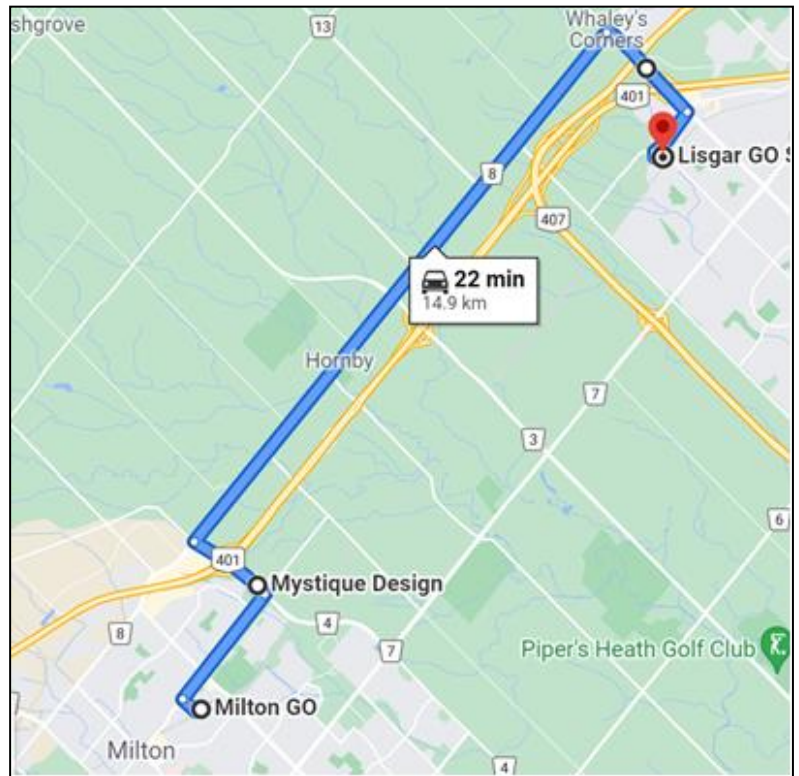 shgrove
13
Whaley's
Corners
401
Lisgar GO S
8
407
22 min
14.9 km
Hornby
7
3
6
401
Mystique Design
8
4
7
Piper's Heath Golf Club
Milton GO
Milton
4